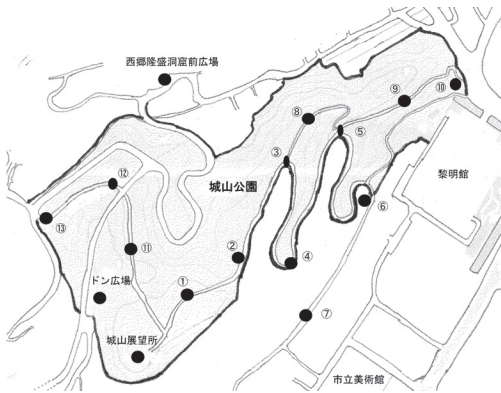 西郷隆盛洞窟前広場
⑨
⑩
⑧
⑤
③
黎明館
⑫
城山公園
⑥
⑬
②
④
⑪
ドン広場
①
⑦
城山展望所
市立美術館